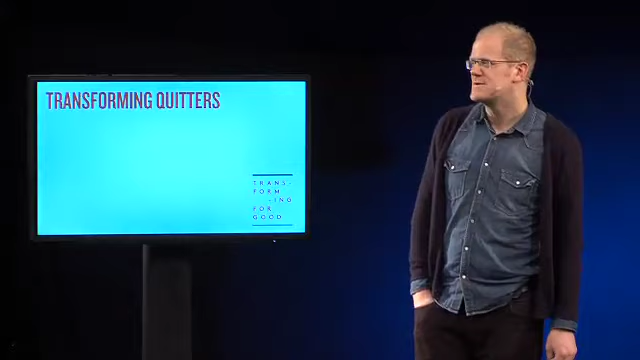 TRANSFORMING QUITTERS
TRANS-
FORM
-ING
FOR
GOOD